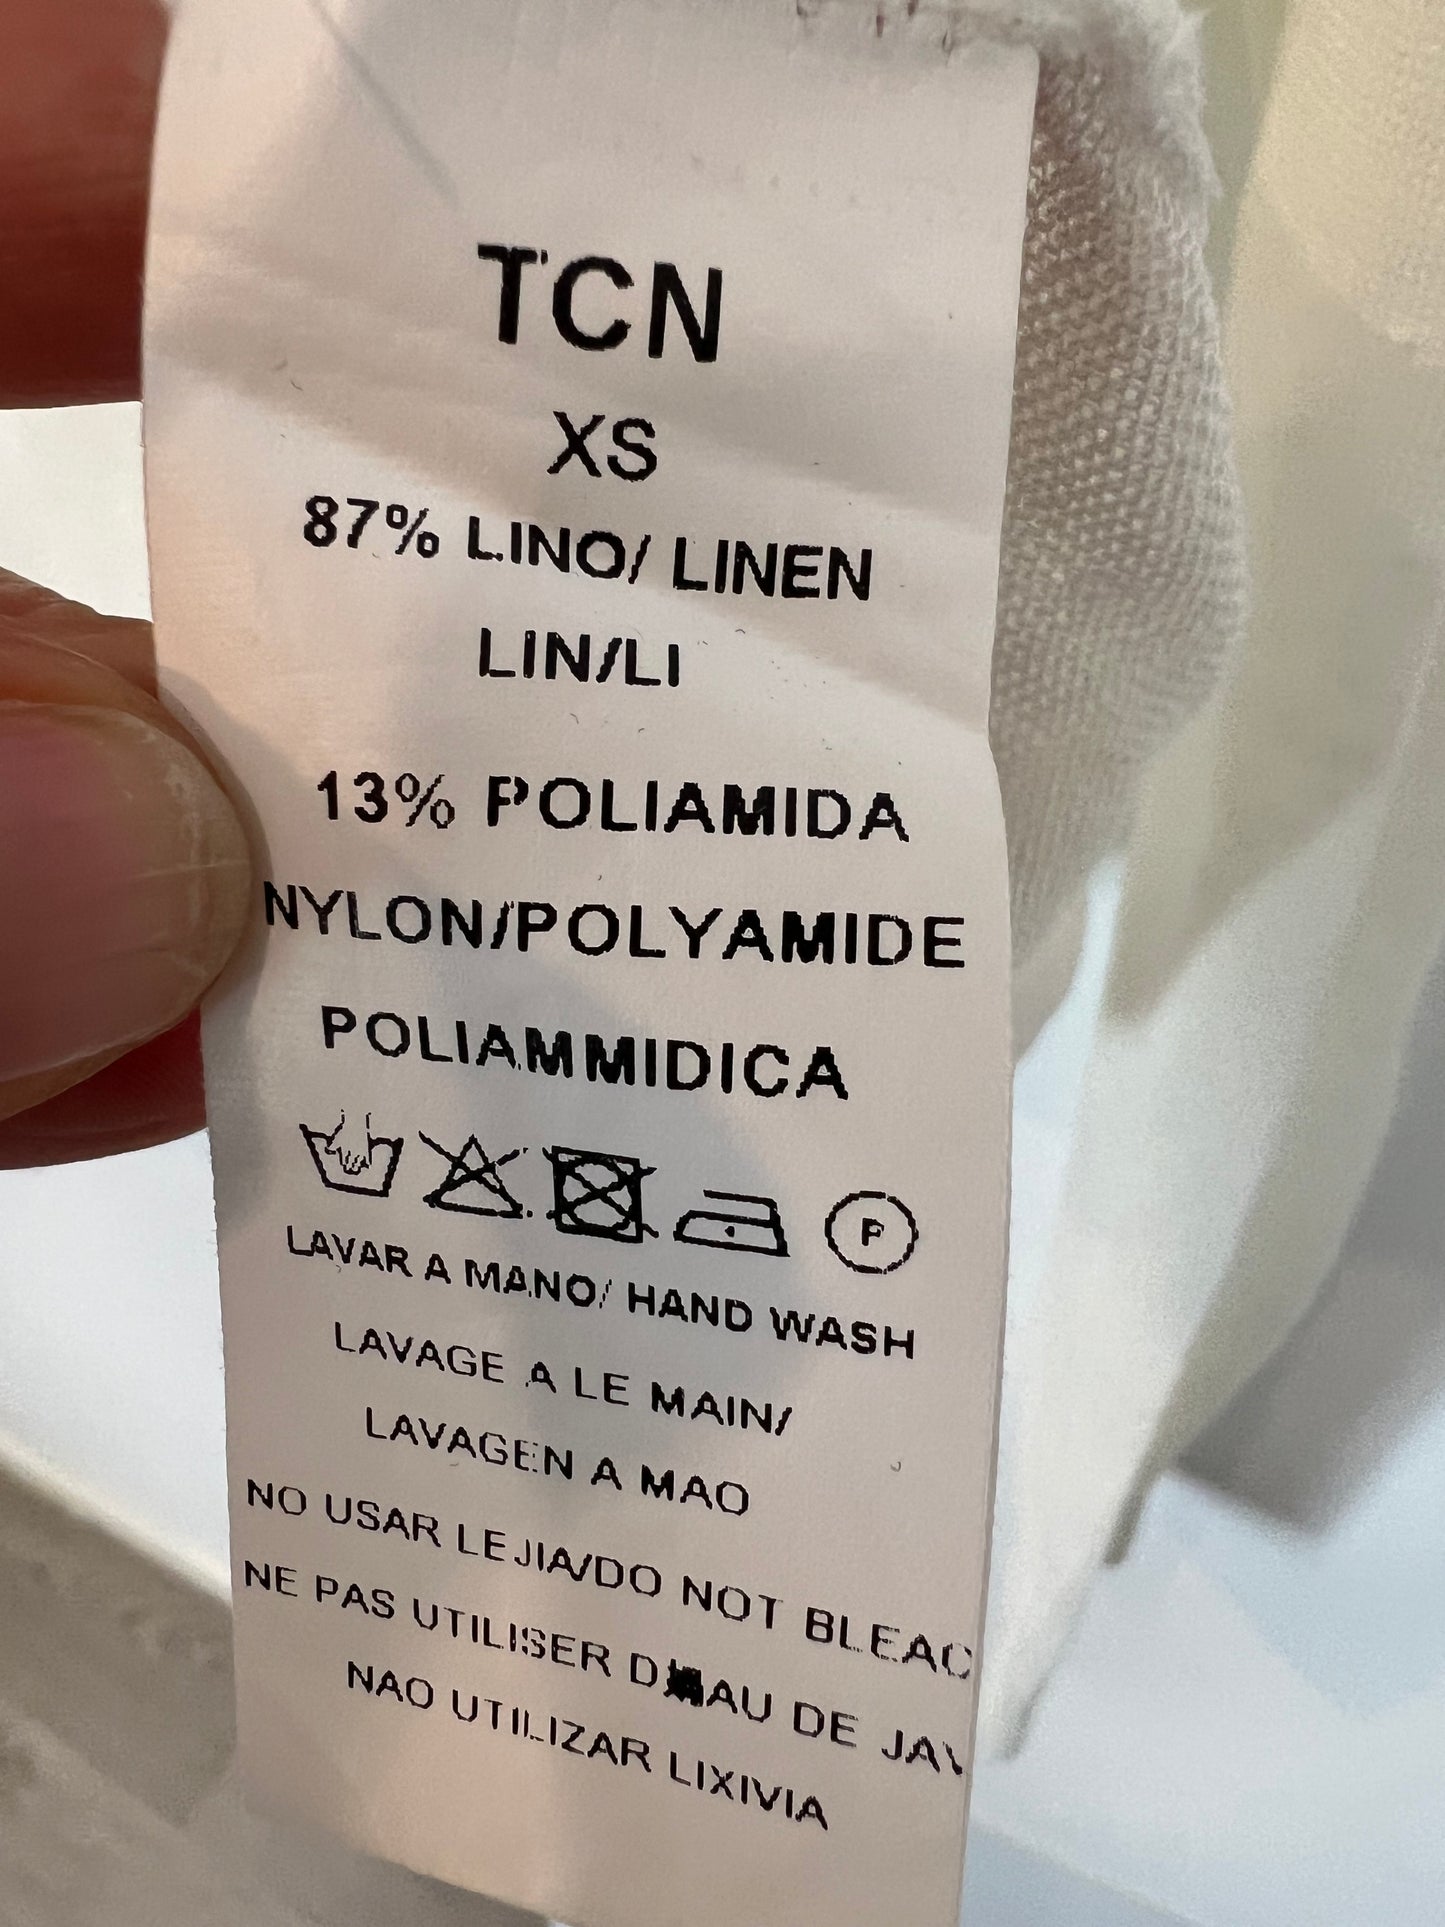 TCN
XS
87% LINO/ LINEN
LIN/LI
13% POLIAMIDA
NYLON/POLYAMIDE
POLIAMMIDICA
P
LAVAR A MANO/ HAND WASH
LAVAGE A LE MAIN/
LAVAGEN A MAO
NO USAR LEJIA/DO NOT BLEAC
NE PAS UTILISER DEAU DE JAV
NAO UTILIZAR LIXIVIA